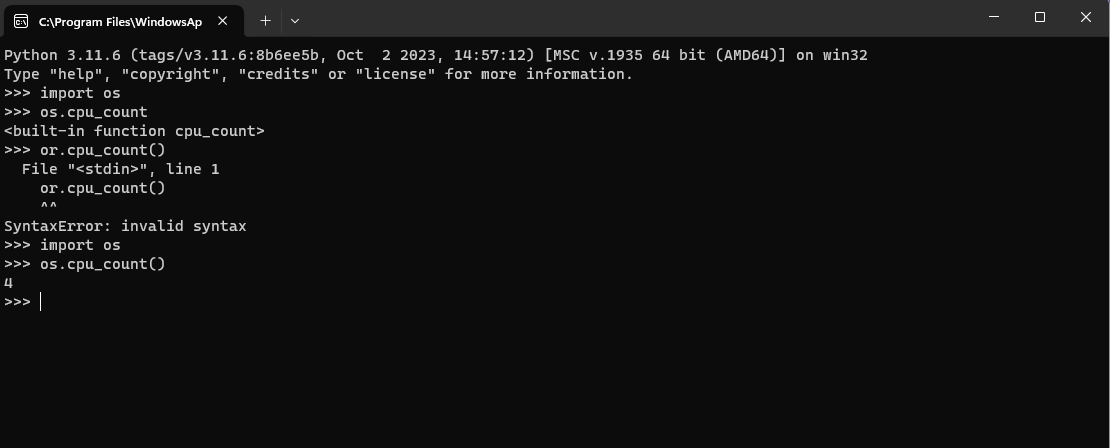 C:\Program Files\WindowsAp
Python 3.11.6 (tags/v3.11.6:8b6ee5b, Oct  2 2023, 14:57:12) [MSC v.1935 64 bit (AMD64)] on win32
Type "help", "copyright", "credits" or "license" for more information.
>>> import os
>>> os.cpu_count
<built-in function cpu_count>
>>> or.cpu_count()
  File "<stdin>", line 1
    or.cpu_count()
    ^^
SyntaxError: invalid syntax
>>> import os
>>> os.cpu_count()
4
>>>